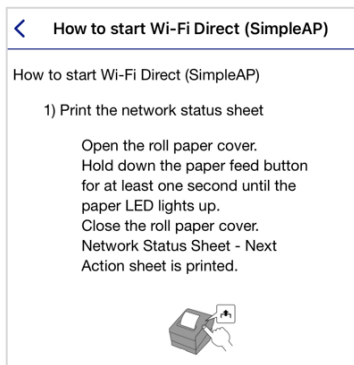 How to start Wi-Fi Direct (SimpleAP)
How to start Wi-Fi Direct (SimpleAP)
1) Print the network status sheet
Open the roll paper cover.
Hold down the paper feed button
for at least one second until the
paper LED lights up.
Close the roll paper cover.
Network Status Sheet - Next
Action sheet is printed.